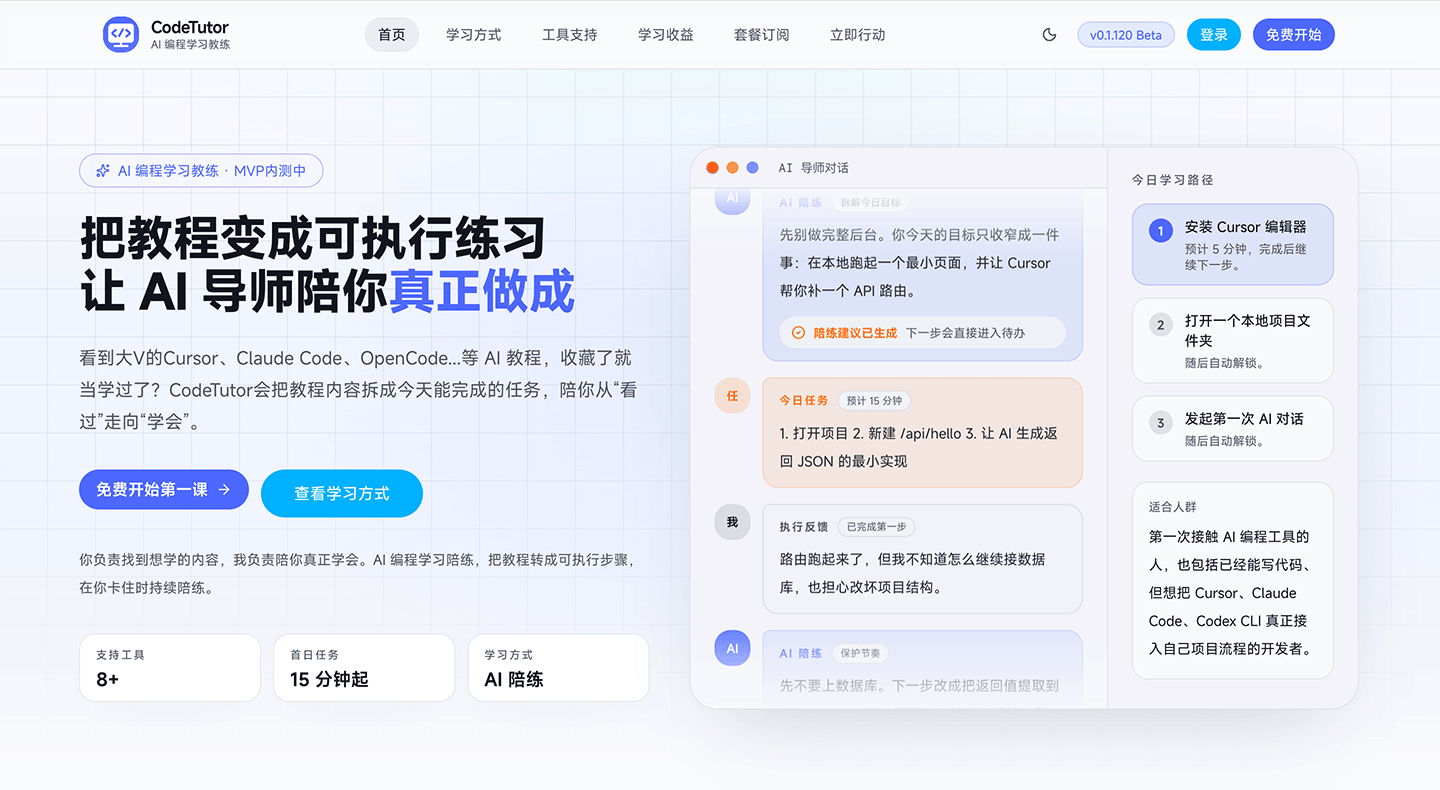 CodeTutor
AI 编程学习教练
首页
学习方式
工具支持
学习收益
套餐订阅
立即行动
v0.1.120 Beta
登录
免费开始
AI 编程学习教练 · MVP内测中
把教程变成可执行练习
让 AI 导师陪你真正做成
看到大V的Cursor、Claude Code、OpenCode...等 AI 教程，收藏了就
当学过了？CodeTutor会把教程内容拆成今天能完成的任务，陪你从“看
过”走向“学会”。
免费开始第一课 →
查看学习方式
你负责找到想学的内容，我负责陪你真正学会。AI 编程学习陪练，把教程转成可执行步骤，
在你卡住时持续陪练。
支持工具
8+
首日任务
15 分钟起
学习方式
AI 陪练
AI 导师对话
AI
AI 陪练
拆解今日目标
先别做完整后台。你今天的目标只收窄成一件
事：在本地跑起一个最小页面，并让 Cursor
帮你补一个 API 路由。
陪练建议已生成 下一步会直接进入待办
任
今日任务
预计 15 分钟
1. 打开项目 2. 新建 /api/hello 3. 让 AI 生成返
回 JSON 的最小实现
我
执行反馈
已完成第一步
路由跑起来了，但我不知道怎么继续接数据
库，也担心改坏项目结构。
AI
AI 陪练
保护节奏
先不要上数据库。下一步改成把返回值提取到
今日学习路径
1
安装 Cursor 编辑器
预计 5 分钟，完成后继
续下一步。
2
打开一个本地项目文
件夹
随后自动解锁。
3
发起第一次 AI 对话
随后自动解锁。
适合人群
第一次接触 AI 编程工具的
人，也包括已经能写代码、
但想把 Cursor、Claude
Code、Codex CLI 真正接
入自己项目流程的开发者。